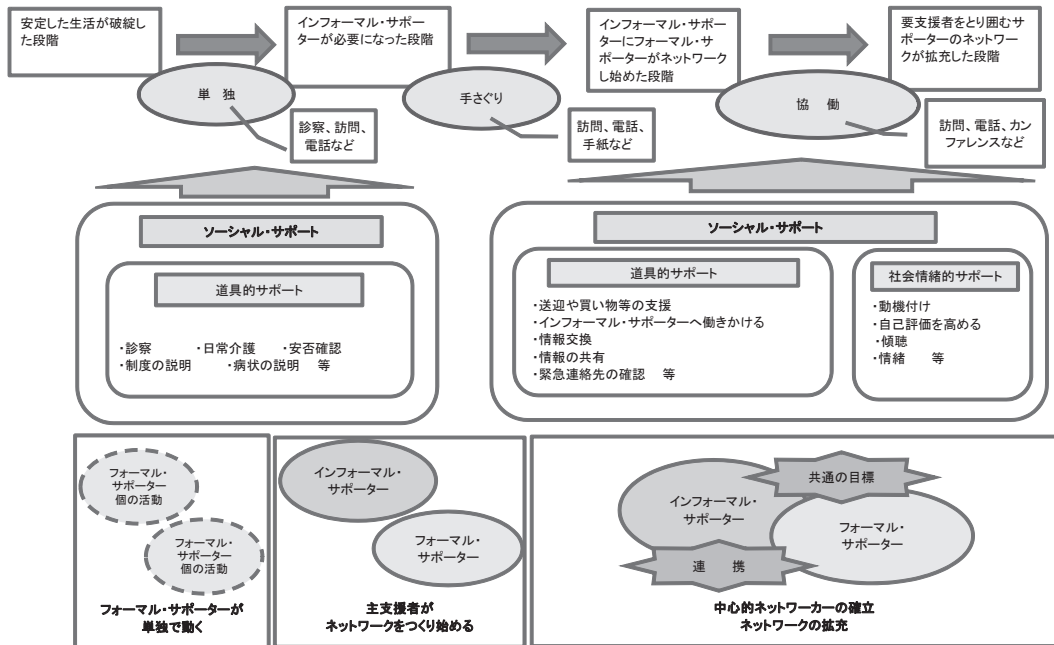 安定した生活が破綻し
た段階
インフォーマル・サポー
ターが必要になった段階
インフォーマル・サポー
ターにフォーマル・サ
ポーターがネットワーク
し始めた段階
要支援者をとり囲むサ
ポーターのネットワー
クが拡充した段階
単 独
手さぐり
協 働
診察、訪問、
電話など
訪問、電話、
手紙など
訪問、電話、カン
ファレンスなど
ソーシャル・サポート
道具的サポート
・診察 ・日常介護 ・安否確認
・制度の説明 ・病状の説明 等
ソーシャル・サポート
道具的サポート
・送迎や買い物等の支援
・インフォーマル・サポーターへ働きかける
・情報交換
・情報の共有
・緊急連絡先の確認 等
社会情緒的サポート
・動機付け
・自己評価を高める
・傾聴
・情緒 等
フォーマル・
サポーター
個の活動
フォーマル・
サポーター
個の活動
フォーマル・サポーターが
単独で動く
インフォーマル・
サポーター
フォーマル・
サポーター
主支援者が
ネットワークをつくり始める
共通の目標
インフォーマル・
サポーター
フォーマル・
サポーター
連 携
中心的ネットワーカーの確立
ネットワークの拡充